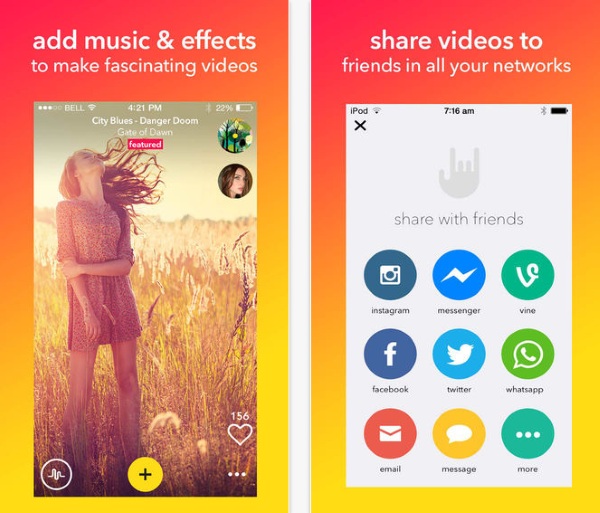 add music & effects
to make fascinating videos
BELL 4:21 PM 22%
City Blues - Danger Doom
Gate of Dawn
featured
156
share videos to
friends in all your networks
iPod 7:16 am
share with friends
instagram messenger vine
facebook twitter whatsapp
email message more